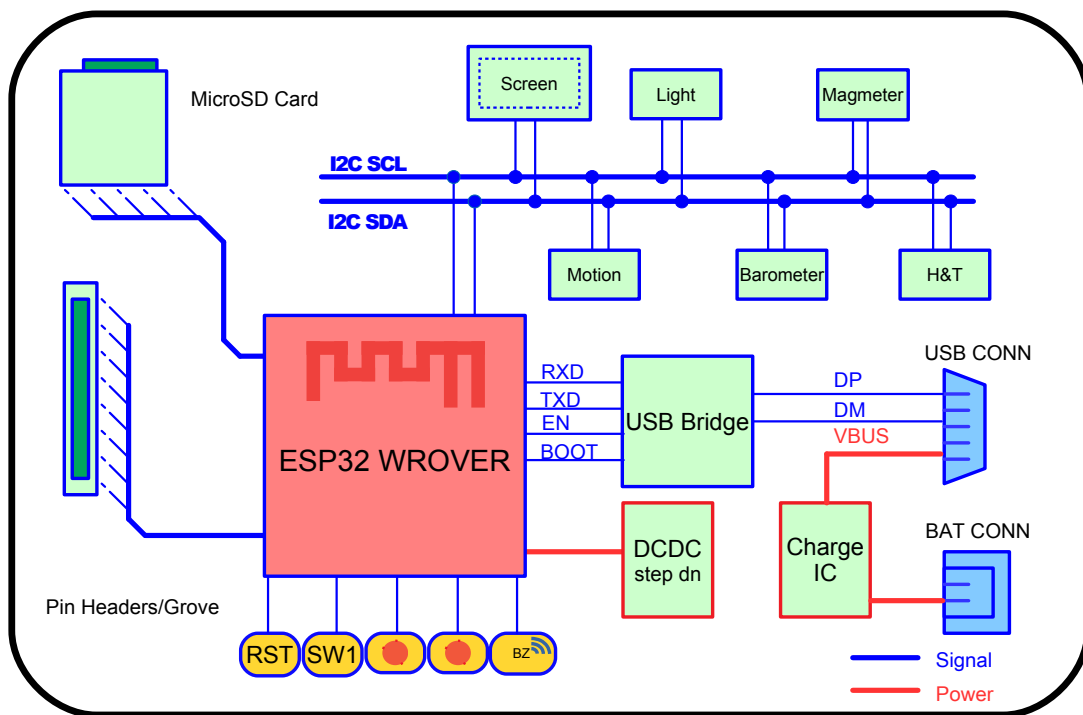 Screen
Light
Magmeter
MicroSD Card
I2C SCL
I2C SDA
Motion
Barometer
H&T
USB CONN
RXD
DP
TXD
DM
USB Bridge
EN
VBUS
ESP32 WROVER
BOOT
DCDC
step dn
Charge
IC
BAT CONN
Pin Headers/Grove
RST
SW1
BZ
Signal
Power